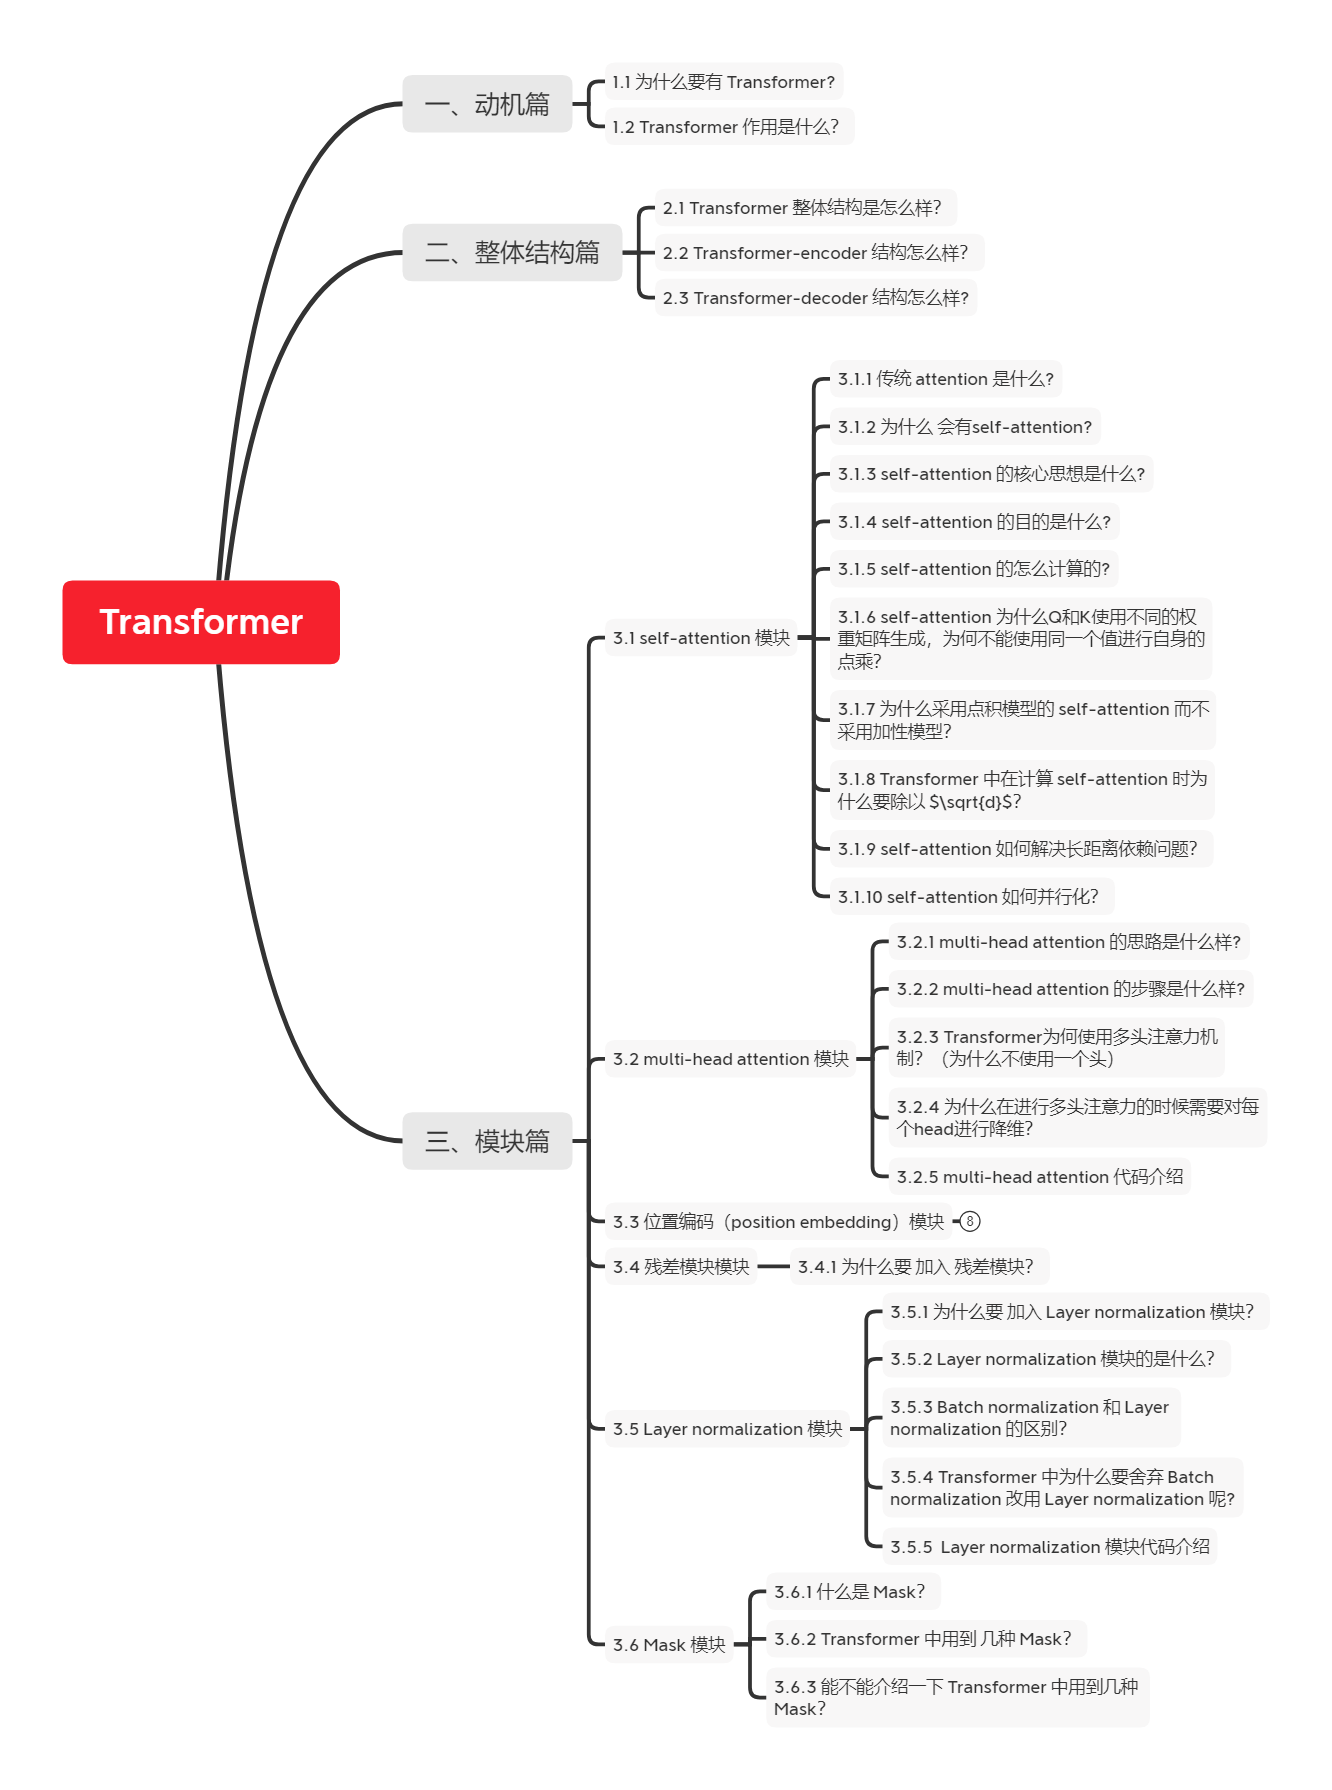 Transformer
一、动机篇
1.1 为什么要有 Transformer?
1.2 Transformer 作用是什么？
二、整体结构篇
2.1 Transformer 整体结构是怎么样？
2.2 Transformer-encoder 结构怎么样？
2.3 Transformer-decoder 结构怎么样?
三、模块篇
3.1 self-attention 模块
3.1.1 传统 attention 是什么?
3.1.2 为什么 会有self-attention?
3.1.3 self-attention 的核心思想是什么?
3.1.4 self-attention 的目的是什么?
3.1.5 self-attention 的怎么计算的?
3.1.6 self-attention 为什么Q和K使用不同的权
重矩阵生成，为何不能使用同一个值进行自身的
点乘？
3.1.7 为什么采用点积模型的 self-attention 而不
采用加性模型？
3.1.8 Transformer 中在计算 self-attention 时为
什么要除以 $\sqrt{d}$？
3.1.9 self-attention 如何解决长距离依赖问题？
3.1.10 self-attention 如何并行化？
3.2 multi-head attention 模块
3.2.1 multi-head attention 的思路是什么样?
3.2.2 multi-head attention 的步骤是什么样?
3.2.3 Transformer为何使用多头注意力机
制？（为什么不使用一个头）
3.2.4 为什么在进行多头注意力的时候需要对每
个head进行降维？
3.2.5 multi-head attention 代码介绍
3.3 位置编码（position embedding）模块
8
3.4 残差模块模块
3.4.1 为什么要 加入 残差模块？
3.5 Layer normalization 模块
3.5.1 为什么要 加入 Layer normalization 模块？
3.5.2 Layer normalization 模块的是什么？
3.5.3 Batch normalization 和 Layer
normalization 的区别？
3.5.4 Transformer 中为什么要舍弃 Batch
normalization 改用 Layer normalization 呢?
3.5.5  Layer normalization 模块代码介绍
3.6 Mask 模块
3.6.1 什么是 Mask？
3.6.2 Transformer 中用到 几种 Mask？
3.6.3 能不能介绍一下 Transformer 中用到几种
Mask？